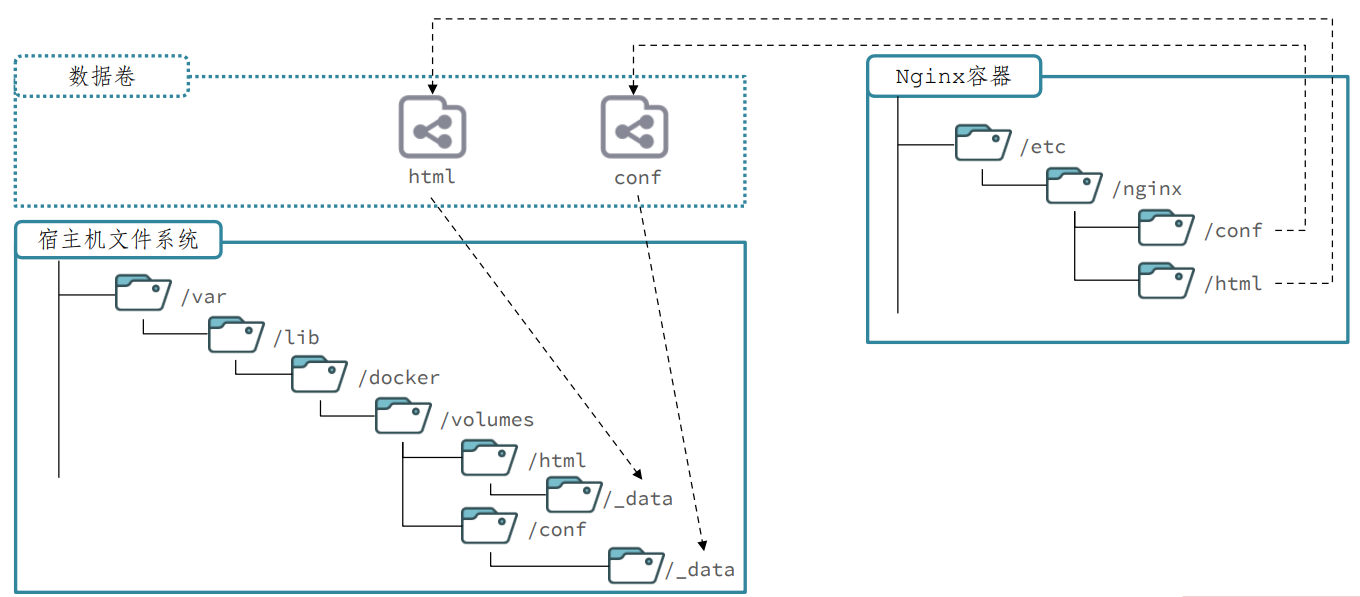 数据卷
html
conf
宿主机文件系统
/var
/lib
/docker
/volumes
/html
/_data
/conf
/_data
Nginx容器
/etc
/nginx
/conf
/html